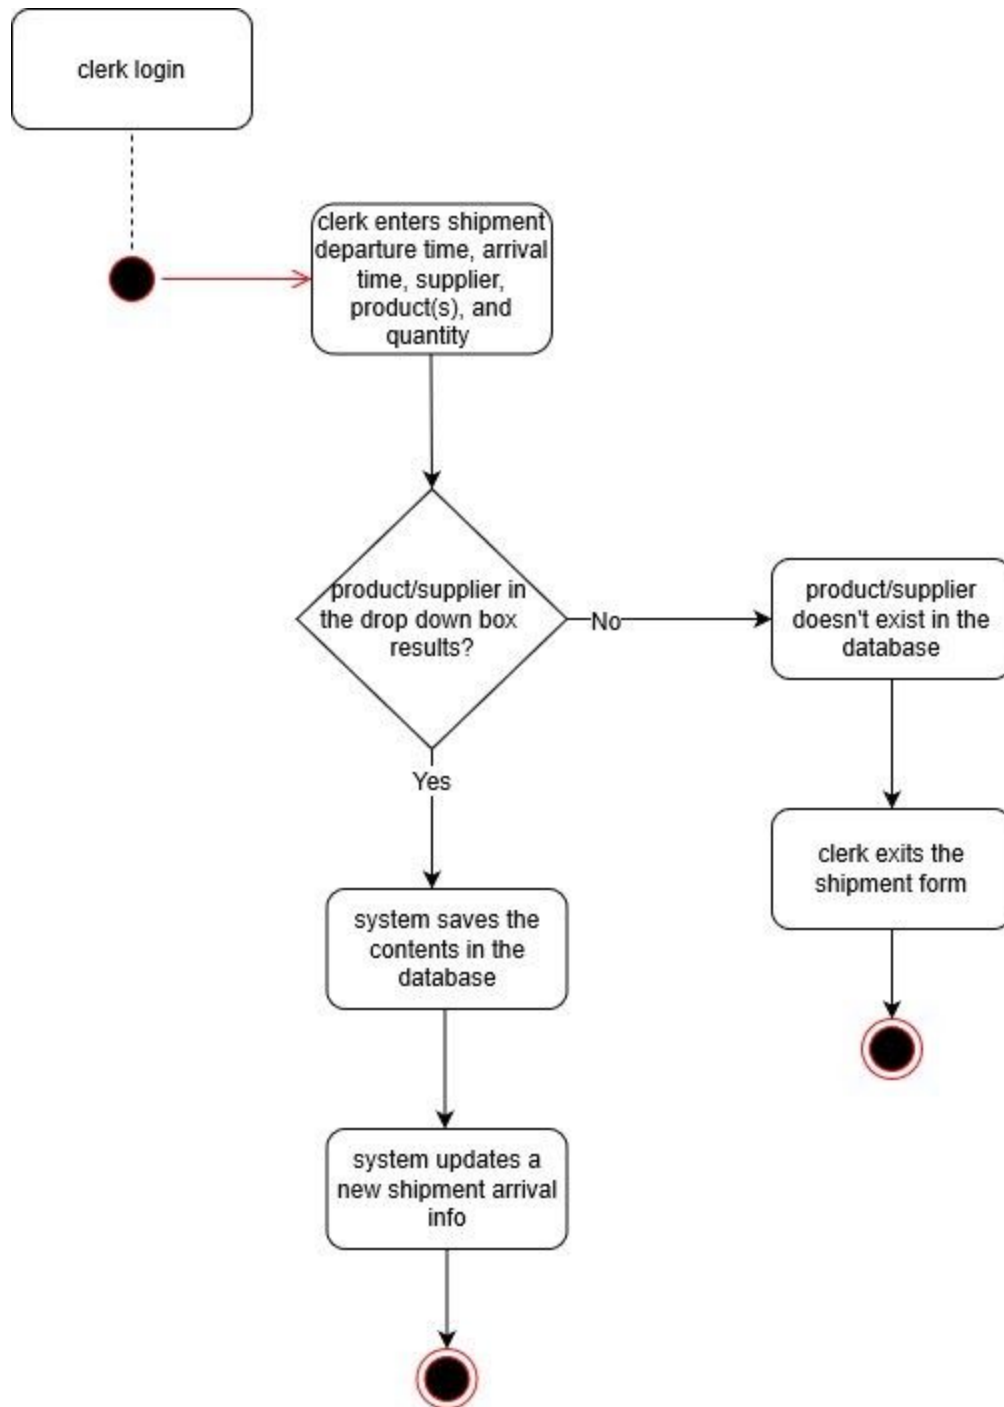 clerk login
clerk enters shipment
departure time, arrival
time, supplier,
product(s), and
quantity
product/supplier in
the drop down box
results?
No
product/supplier
doesn't exist in the
database
Yes
clerk exits the
shipment form
system saves the
contents in the
database
system updates a
new shipment arrival
info